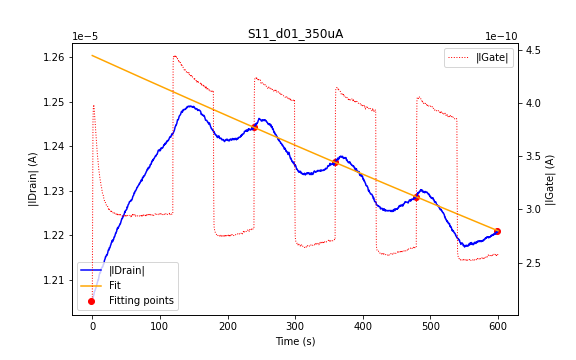 S11_d01_350uA
1e−5
1e−10
|IGate|
1.26
1.25
1.24
1.23
1.22
1.21
|IDrain| (A)
4.5
4.0
3.5
3.0
2.5
|IGate| (A)
|IDrain|
Fit
Fitting points
0 100 200 300 400 500 600
Time (s)